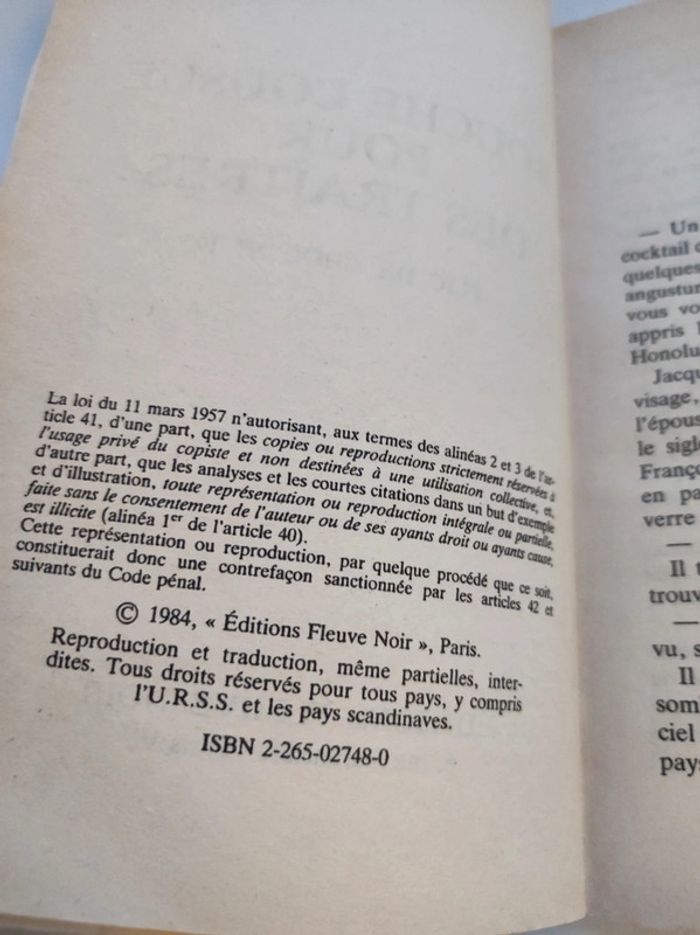 La loi du 11 mars 1957 n'autorisant, aux termes des alinéas 2 et 3 de l'ar-
ticle 41, d'une part, que les copies ou reproductions strictement réservées à
l'usage privé du copiste et non destinées à une utilisation collective, et,
d'autre part, que les analyses et les courtes citations dans un but d'exemple
et d'illustration, toute représentation ou reproduction intégrale ou partielle,
faite sans le consentement de l'auteur ou de ses ayants droit ou ayants cause,
est illicite (alinéa 1er de l'article 40).
Cette représentation ou reproduction, par quelque procédé que ce soit,
constituerait donc une contrefaçon sanctionnée par les articles 42 et
suivants du Code pénal.
© 1984, « Éditions Fleuve Noir », Paris.
Reproduction et traduction, même partielles, inter-
dites. Tous droits réservés pour tous pays, y compris
l'U.R.S.S. et les pays scandinaves.
ISBN 2-265-02748-0
— Un
cocktail
quelques
angustur
vous vo
appris
Honolu
Jacqu
visage,
l'épous
le sigl
Franço
en pa
verre
—
Il t
trouv
—
vu, s
Il
som
ciel
pays